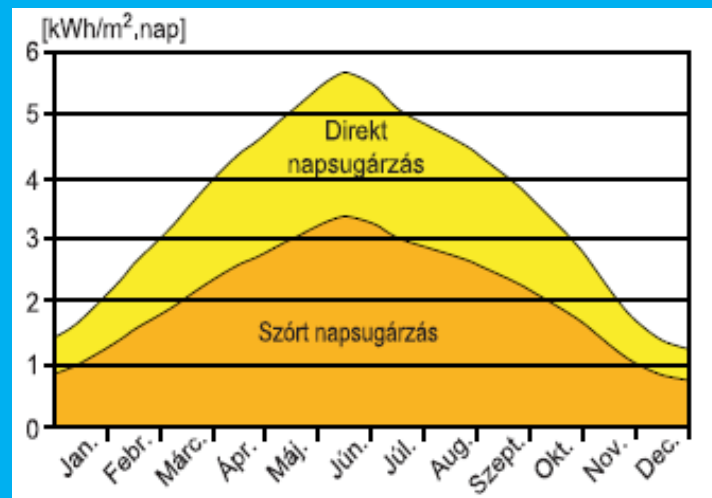 [kWh/m²,nap]
6
5
4
3
2
1
0
Direkt
napsugárzás
Szórt napsugárzás
Jan.
Febr.
Márc.
Ápr.
Máj.
Jún.
Júl.
Aug.
Szept.
Okt.
Nov.
Dec.